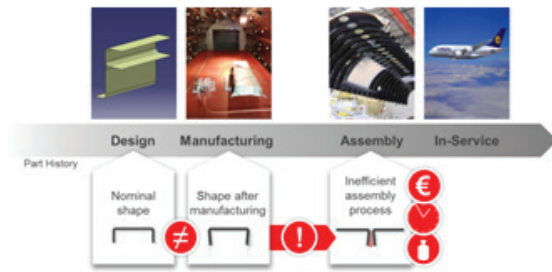 Design
Manufacturing
Assembly
In-Service
Part History
Nominal
shape
Shape after
manufacturing
Inefficient
assembly
process
≠
!
€